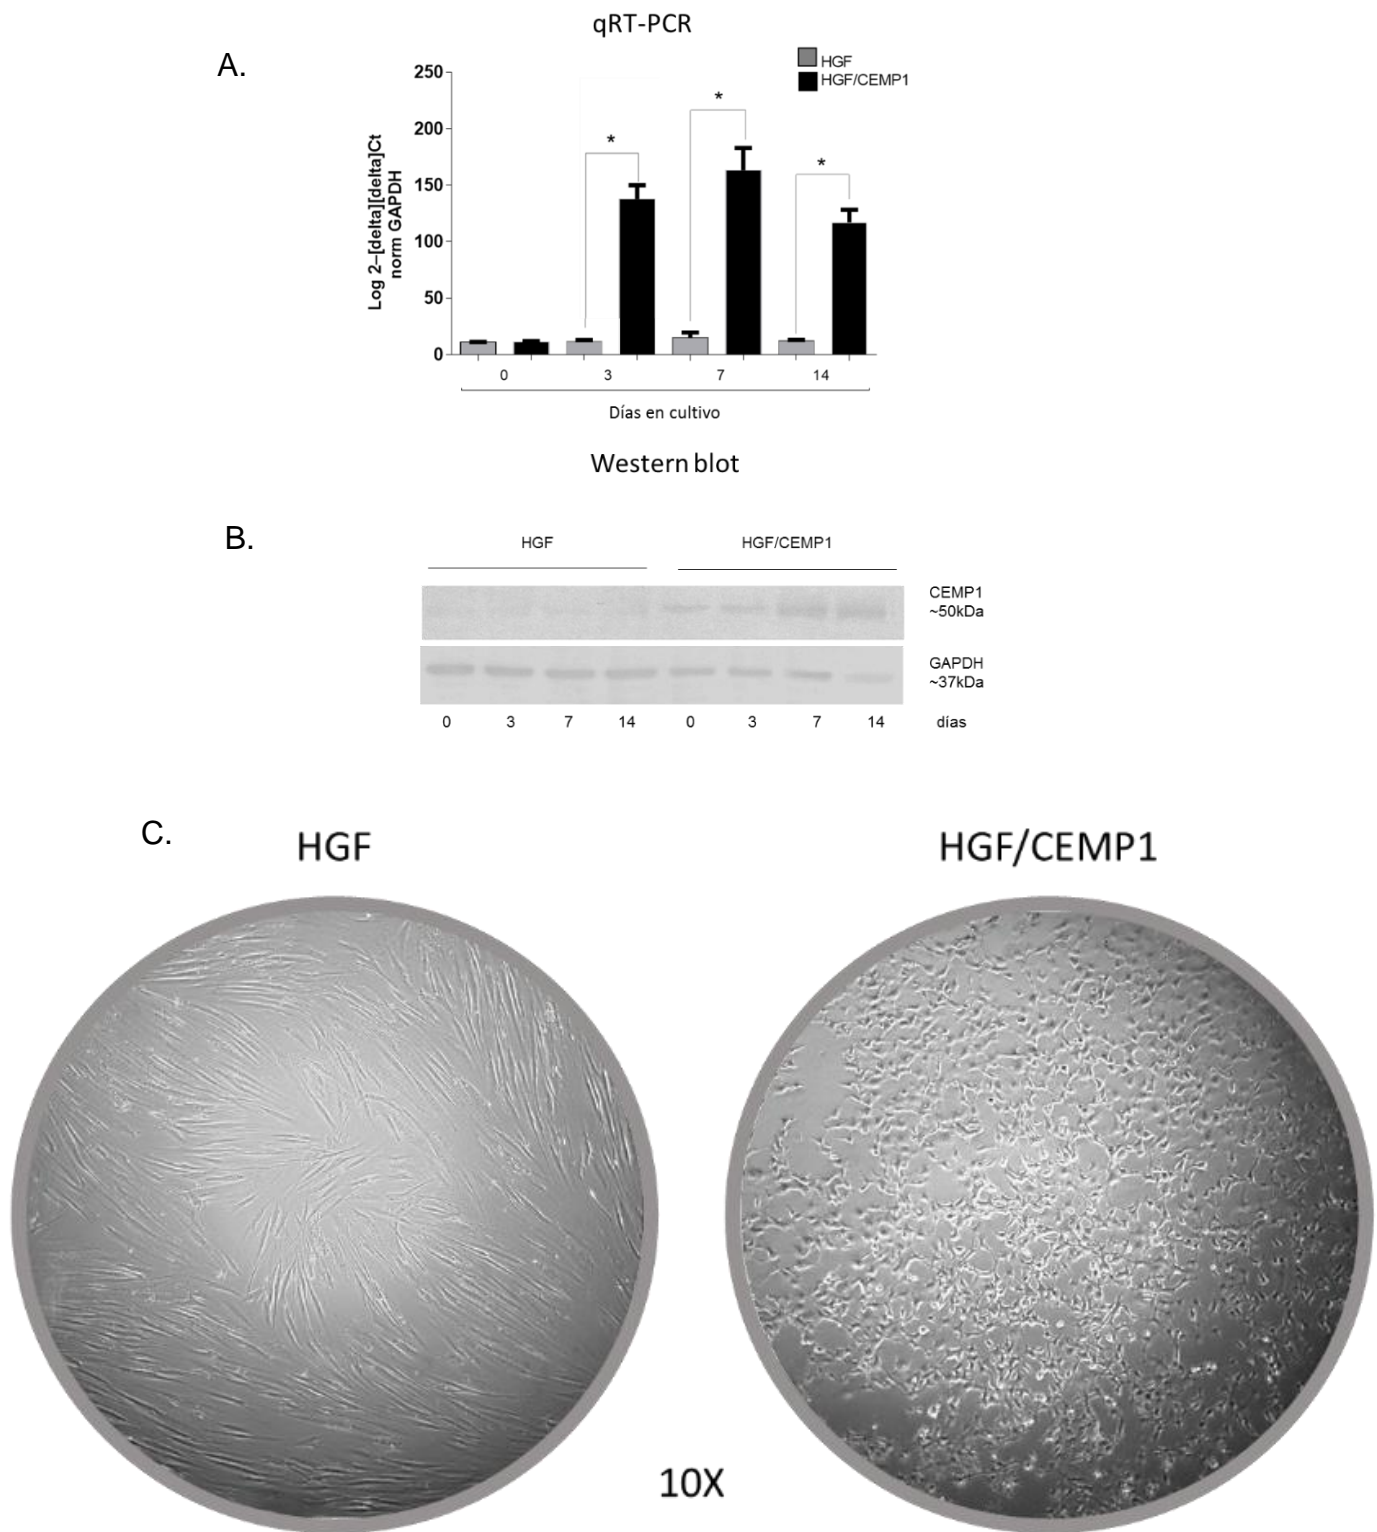 qRT-PCR
A.
HGF
HGF/CEMP1
250
200
150
100
50
0
Log 2–[delta][delta]Ct
norm GAPDH
*
*
*
0 3 7 14
Días en cultivo
Western blot
B.
HGF HGF/CEMP1
CEMP1
~50kDa
GAPDH
~37kDa
0 3 7 14 0 3 7 14 días
C.
HGF HGF/CEMP1
10X